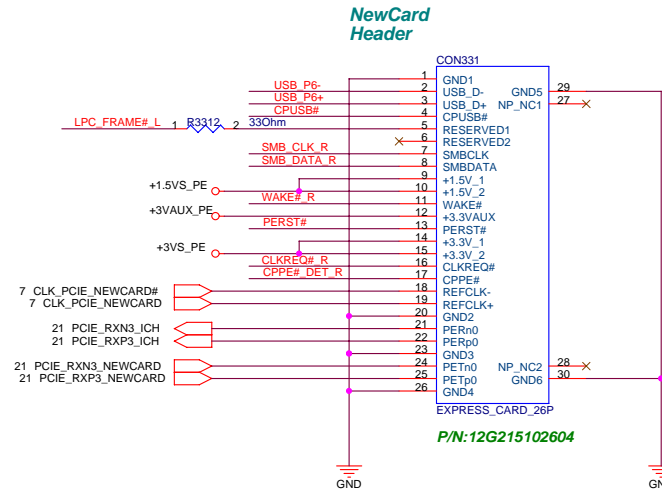 NewCard
Header
CON331
1 GND1
USB_P6- 2 USB_D- GND5 29
USB_P6+ 3 USB_D+ NP_NC1 27
CPUSB# 4 CPUSB#
LPC_FRAME#_L 1 R3312 2 33Ohm 5 RESERVED1
6 RESERVED2
SMB_CLK_R 7 SMBCLK
SMB_DATA_R 8 SMBDATA
9 +1.5V_1
+1.5VS_PE 10 +1.5V_2
WAKE#_R 11 WAKE#
+3VAUX_PE 12 +3.3VAUX
PERST# 13 PERST#
14 +3.3V_1
+3VS_PE 15 +3.3V_2
CLKREQ#_R 16 CLKREQ#
CPPE#_DET_R 17 CPPE#
7 CLK_PCIE_NEWCARD# 18 REFCLK-
7 CLK_PCIE_NEWCARD 19 REFCLK+
20 GND2
21 PCIE_RXN3_ICH 21 PERn0
21 PCIE_RXP3_ICH 22 PERp0
23 GND3
21 PCIE_RXN3_NEWCARD 24 PETn0 NP_NC2 28
21 PCIE_RXP3_NEWCARD 25 PETp0 GND6 30
26 GND4
EXPRESS_CARD_26P
P/N:12G215102604
GND GN